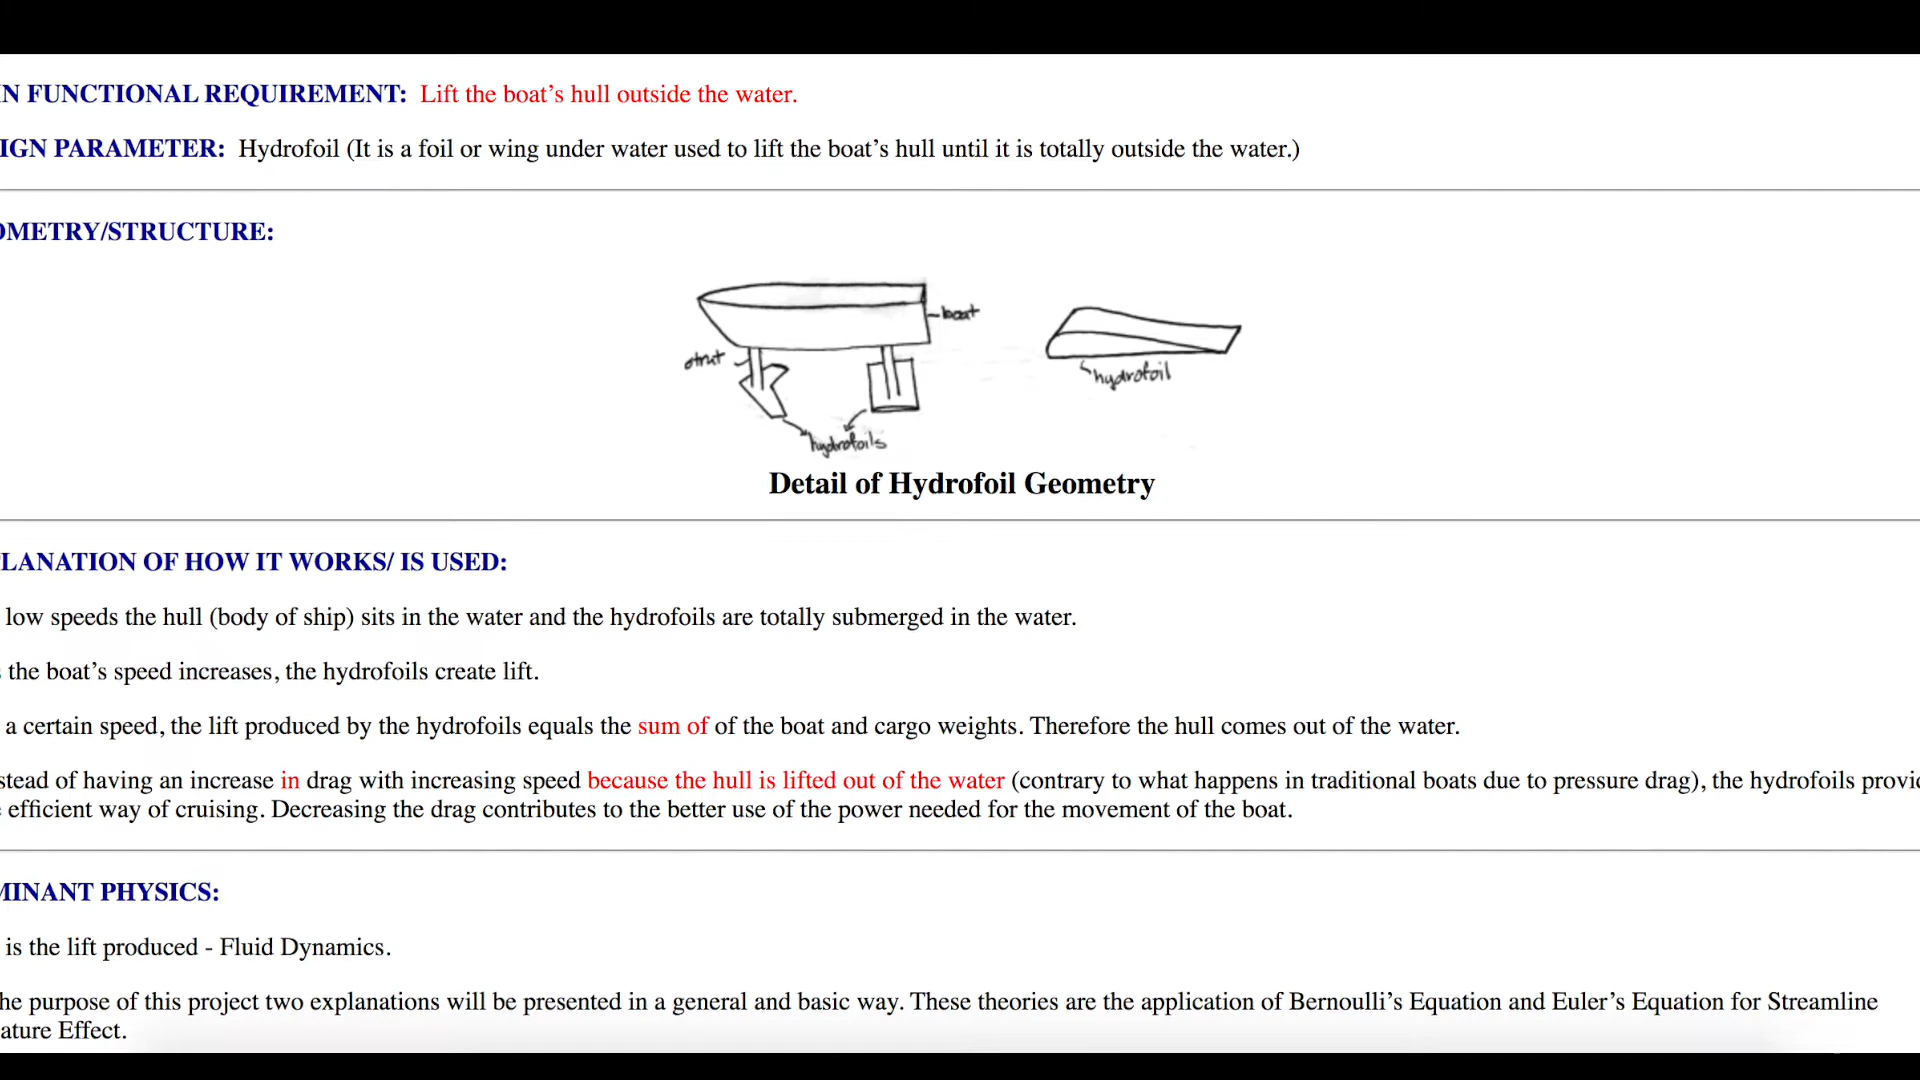 N FUNCTIONAL REQUIREMENT: Lift the boat’s hull outside the water.
IGN PARAMETER: Hydrofoil (It is a foil or wing under water used to lift the boat’s hull until it is totally outside the water.)
OMETRY/STRUCTURE:
boat
strut
hydrofoil
hydrofoils
Detail of Hydrofoil Geometry
LANATION OF HOW IT WORKS/ IS USED:
low speeds the hull (body of ship) sits in the water and the hydrofoils are totally submerged in the water.
the boat’s speed increases, the hydrofoils create lift.
a certain speed, the lift produced by the hydrofoils equals the sum of of the boat and cargo weights. Therefore the hull comes out of the water.
stead of having an increase in drag with increasing speed because the hull is lifted out of the water (contrary to what happens in traditional boats due to pressure drag), the hydrofoils provi
efficient way of cruising. Decreasing the drag contributes to the better use of the power needed for the movement of the boat.
MINANT PHYSICS:
is the lift produced - Fluid Dynamics.
he purpose of this project two explanations will be presented in a general and basic way. These theories are the application of Bernoulli’s Equation and Euler’s Equation for Streamline
ature Effect.